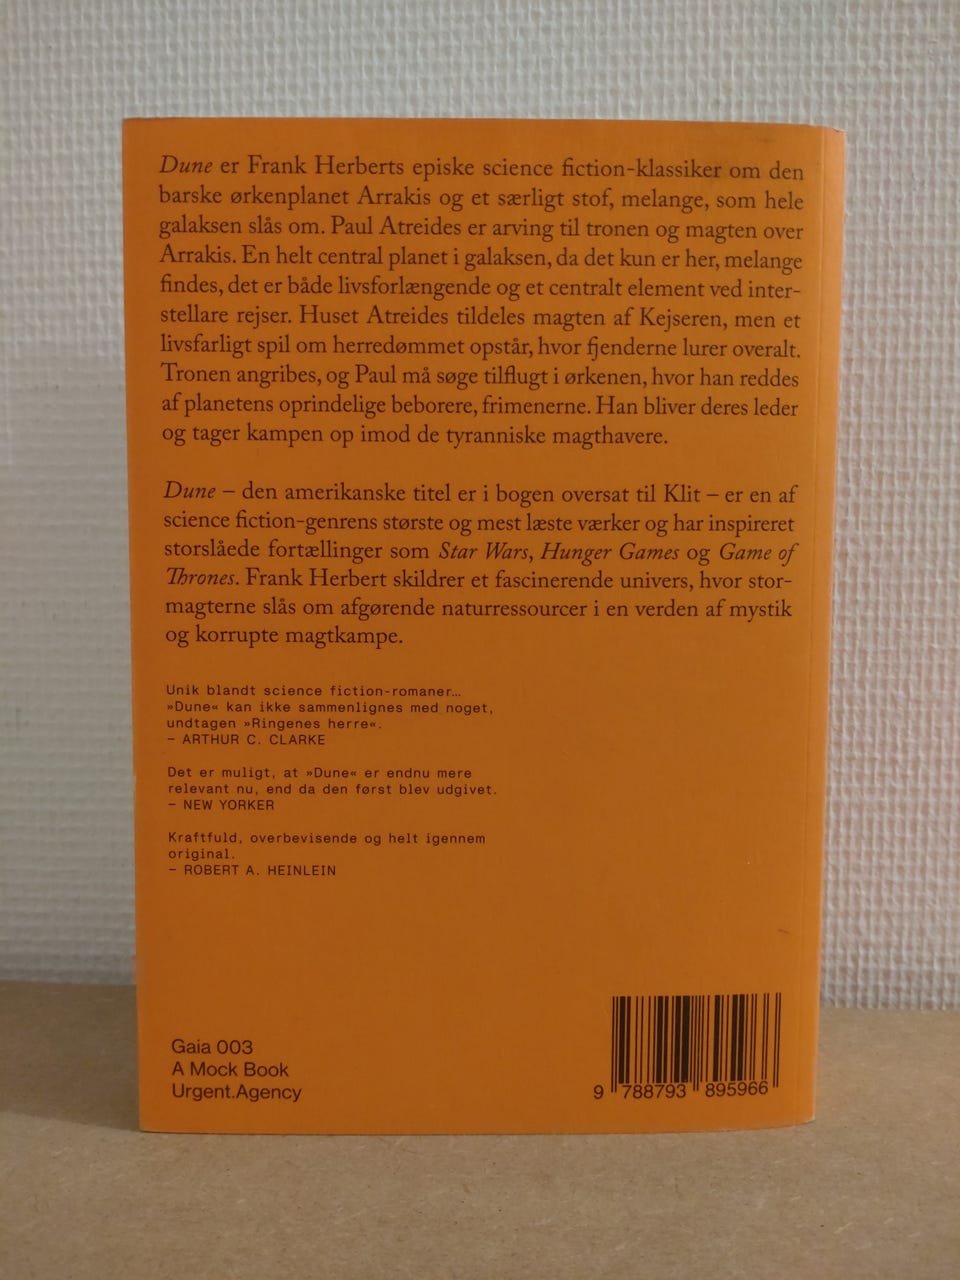 Dune er Frank Herberts episke science fiction-klassiker om den
barske ørkenplanet Arrakis og et særligt stof, melange, som hele
galaksen slås om. Paul Atreides er arving til tronen og magten over
Arrakis. En helt central planet i galaksen, da det kun er her, melange
findes, det er både livsforlængende og et centralt element ved inter-
stellare rejser. Huset Atreides tildeles magten af Kejseren, men et
livsfarligt spil om herredømmet opstår, hvor fjenderne lurer overalt.
Tronen angribes, og Paul må søge tilflugt i ørkenen, hvor han reddes
af planetens oprindelige beborere, frimenerne. Han bliver deres leder
og tager kampen op imod de tyranniske magthavere.
Dune – den amerikanske titel er i bogen oversat til Klit – er en af
science fiction-genrens største og mest læste værker og har inspireret
storslåede fortællinger som Star Wars, Hunger Games og Game of
Thrones. Frank Herbert skildrer et fascinerende univers, hvor stor-
magterne slås om afgørende naturressourcer i en verden af mystik
og korrupte magtkampe.
Unik blandt science fiction-romaner…
»Dune« kan ikke sammenlignes med noget,
undtagen »Ringenes herre«.
– ARTHUR C. CLARKE
Det er muligt, at »Dune« er endnu mere
relevant nu, end da den først blev udgivet.
– NEW YORKER
Kraftfuld, overbevisende og helt igennem
original.
– ROBERT A. HEINLEIN
Gaia 003
A Mock Book
Urgent.Agency
9 788793 895966